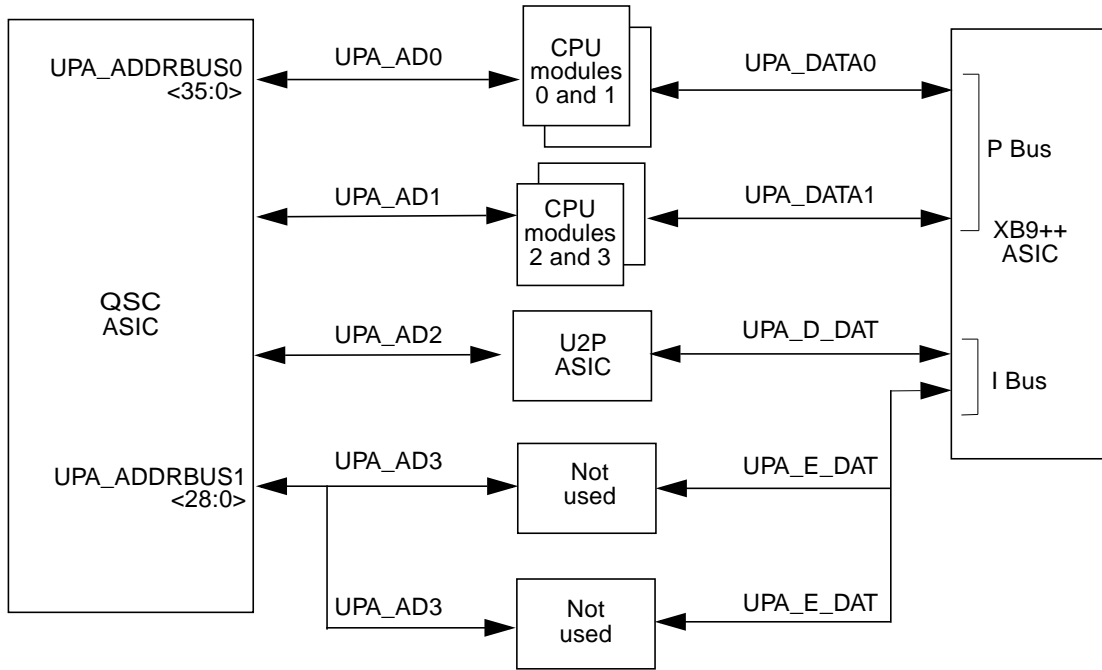 UPA_ADDRBUS0
<35:0>
UPA_AD0
CPU
modules
0 and 1
UPA_DATA0
P Bus
UPA_AD1
CPU
modules
2 and 3
UPA_DATA1
XB9++
ASIC
QSC
ASIC
UPA_AD2
U2P
ASIC
UPA_D_DAT
I Bus
UPA_ADDRBUS1
<28:0>
UPA_AD3
Not
used
UPA_E_DAT
UPA_AD3
Not
used
UPA_E_DAT